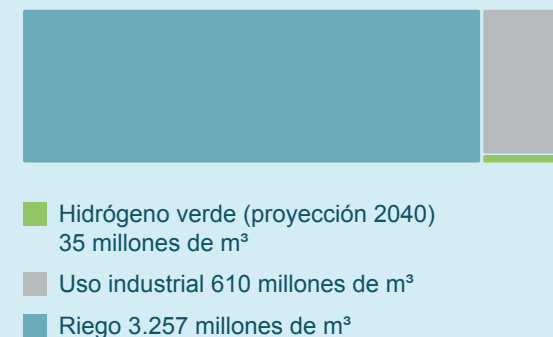 Hidrógeno verde (proyección 2040)
35 millones de m³
Uso industrial 610 millones de m³
Riego 3.257 millones de m³